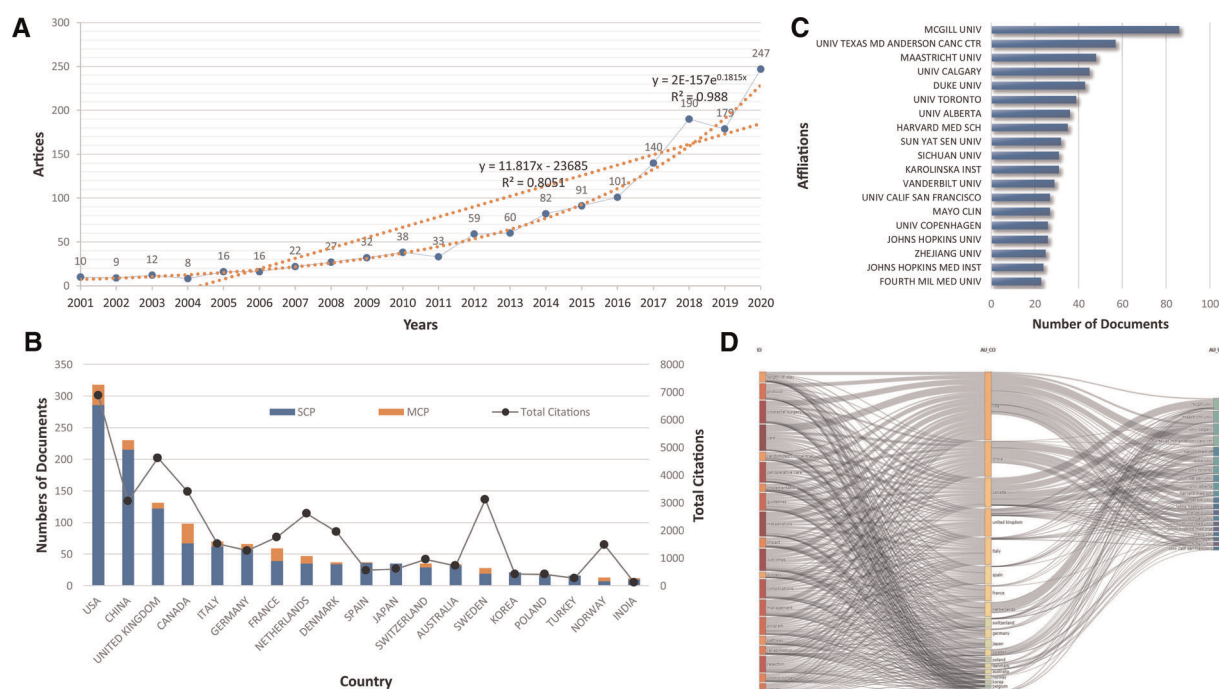 A
300
250
200
150
100
50
0
Artices
10
9
12
8
16
16
22
27
32
38
33
59
60
82
91
101
140
190
179
247
y = 2E-157e^0.1815x
R² = 0.988
y = 11.817x - 23685
R² = 0.8051
2001 2002 2003 2004 2005 2006 2007 2008 2009 2010 2011 2012 2013 2014 2015 2016 2017 2018 2019 2020
Years
C
Affliations
MCGILL UNIV
UNIV TEXAS MD ANDERSON CANC CTR
MAASTRICHT UNIV
UNIV CALGARY
DUKE UNIV
UNIV TORONTO
UNIV ALBERTA
HARVARD MED SCH
SUN YAT SEN UNIV
SICHUAN UNIV
KAROLINSKA INST
VANDERBILT UNIV
UNIV CALIF SAN FRANCISCO
MAYO CLIN
UNIV COPENHAGEN
JOHNS HOPKINS UNIV
ZHEJIANG UNIV
JOHNS HOPKINS MED INST
FOURTH MIL MED UNIV
0 20 40 60 80 100
Number of Documents
B
350
300
250
200
150
100
50
0
Numbers of Documents
SCP MCP Total Citations
8000
7000
6000
5000
4000
3000
2000
1000
0
Total Citations
USA
CHINA
UNITED KINGDOM
CANADA
ITALY
GERMANY
FRANCE
NETHERLANDS
DENMARK
SPAIN
JAPAN
SWITZERLAND
AUSTRALIA
SWEDEN
KOREA
POLAND
TURKEY
NORWAY
INDIA
Country
D
AU_CO
united kingdom
italy
spain
france
netherlands
switzerland
germany
japan
poland
korea
belgium